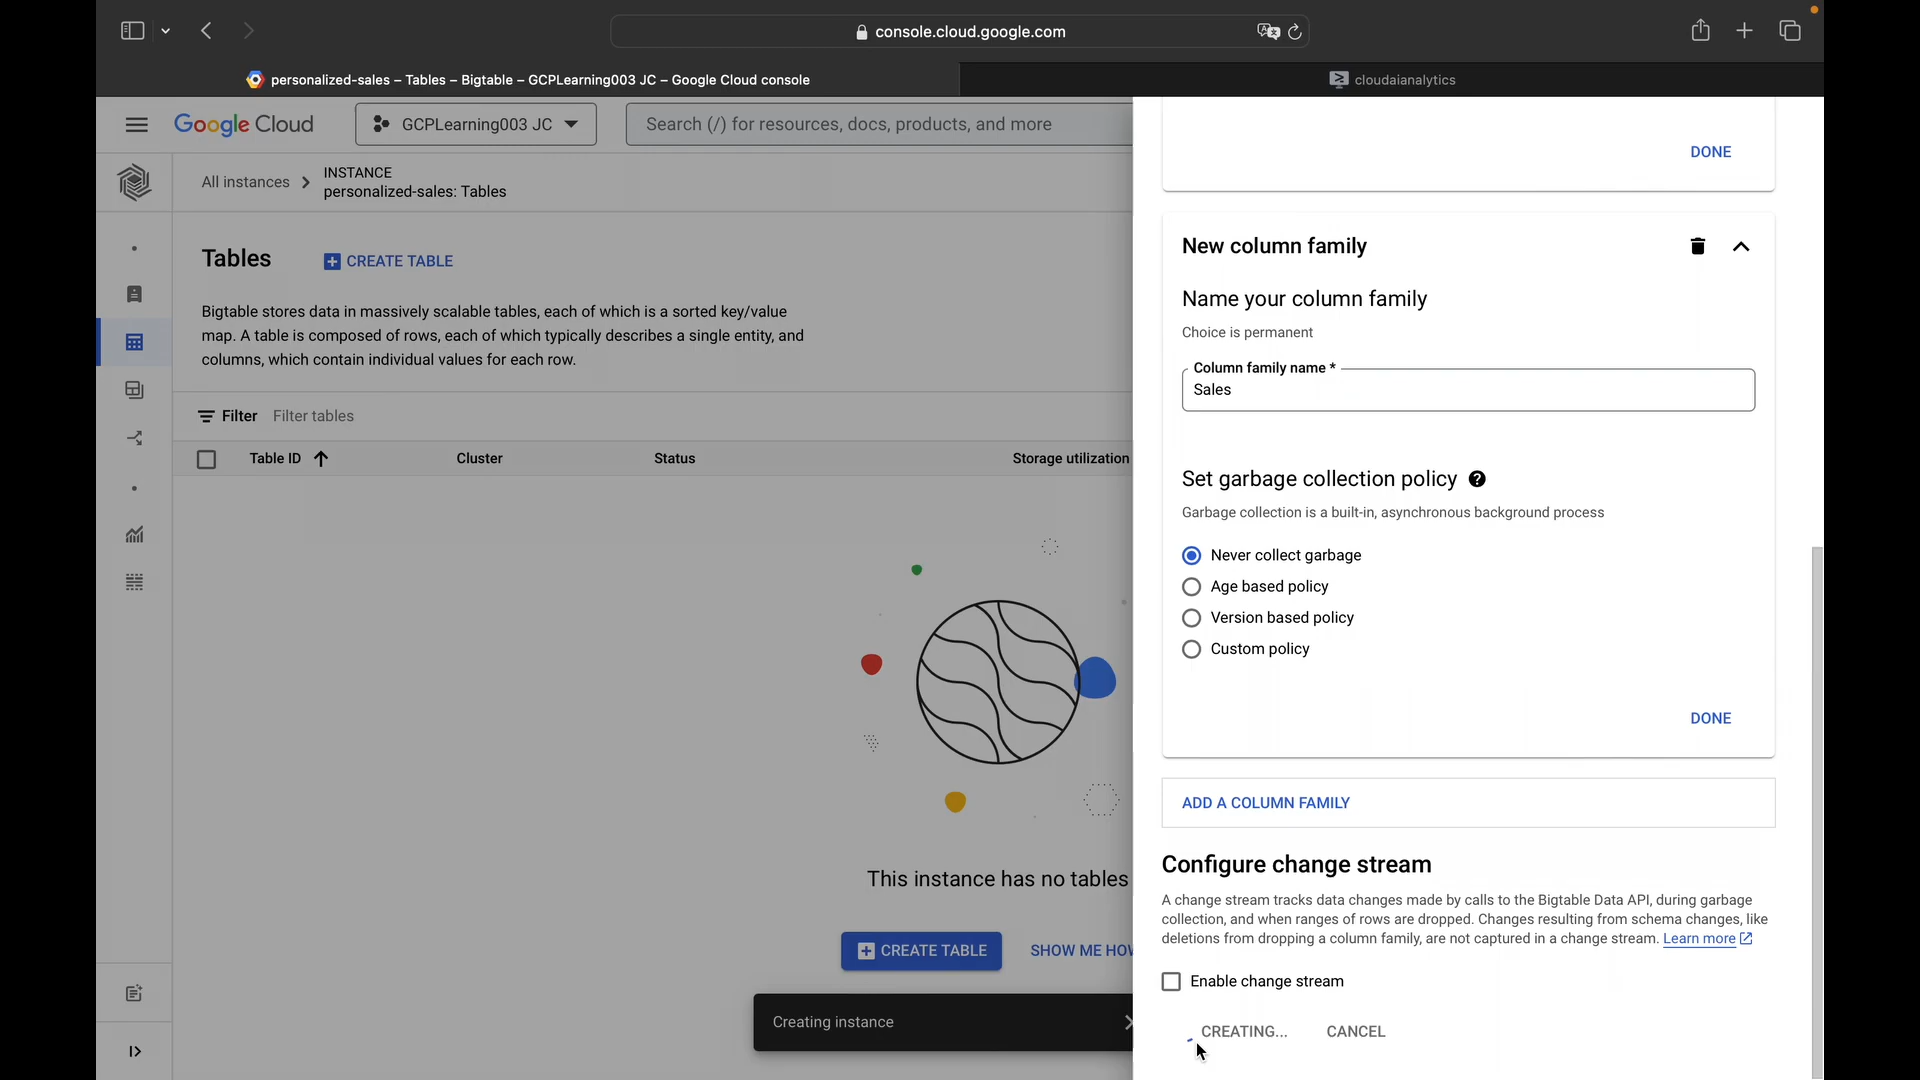 console.cloud.google.com
personalized-sales – Tables – Bigtable – GCPLearning003 JC – Google Cloud console
cloudaianalytics
Google Cloud
GCPLearning003 JC
Search (/) for resources, docs, products, and more
All instances
INSTANCE
personalized-sales: Tables
Tables
CREATE TABLE
Bigtable stores data in massively scalable tables, each of which is a sorted key/value
map. A table is composed of rows, each of which typically describes a single entity, and
columns, which contain individual values for each row.
Filter Filter tables
Table ID
Cluster
Status
Storage utilization
This instance has no tables
CREATE TABLE
SHOW ME HOW
Creating instance
DONE
New column family
Name your column family
Choice is permanent
Column family name *
Sales
Set garbage collection policy
Garbage collection is a built-in, asynchronous background process
Never collect garbage
Age based policy
Version based policy
Custom policy
DONE
ADD A COLUMN FAMILY
Configure change stream
A change stream tracks data changes made by calls to the Bigtable Data API, during garbage
collection, and when ranges of rows are dropped. Changes resulting from schema changes, like
deletions from dropping a column family, are not captured in a change stream. Learn more
Enable change stream
CREATING...
CANCEL